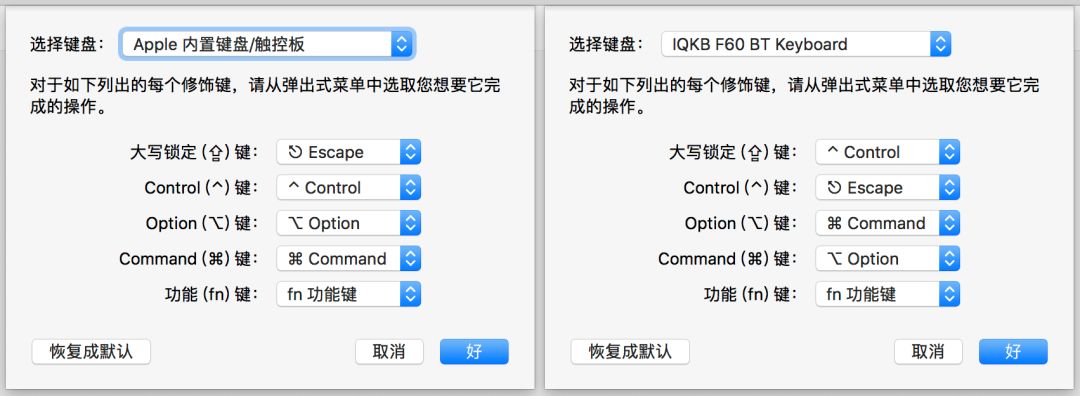 选择键盘： Apple 内置键盘/触控板
对于如下列出的每个修饰键，请从弹出式菜单中选取您想要它完
成的操作。
大写锁定 (⇪) 键： ⎋ Escape
Control (^) 键： ^ Control
Option (⌥) 键： ⌥ Option
Command (⌘) 键： ⌘ Command
功能 (fn) 键： fn 功能键
恢复成默认 取消 好
选择键盘： IQKB F60 BT Keyboard
对于如下列出的每个修饰键，请从弹出式菜单中选取您想要它完
成的操作。
大写锁定 (⇪) 键： ^ Control
Control (^) 键： ⎋ Escape
Option (⌥) 键： ⌘ Command
Command (⌘) 键： ⌥ Option
功能 (fn) 键： fn 功能键
恢复成默认 取消 好